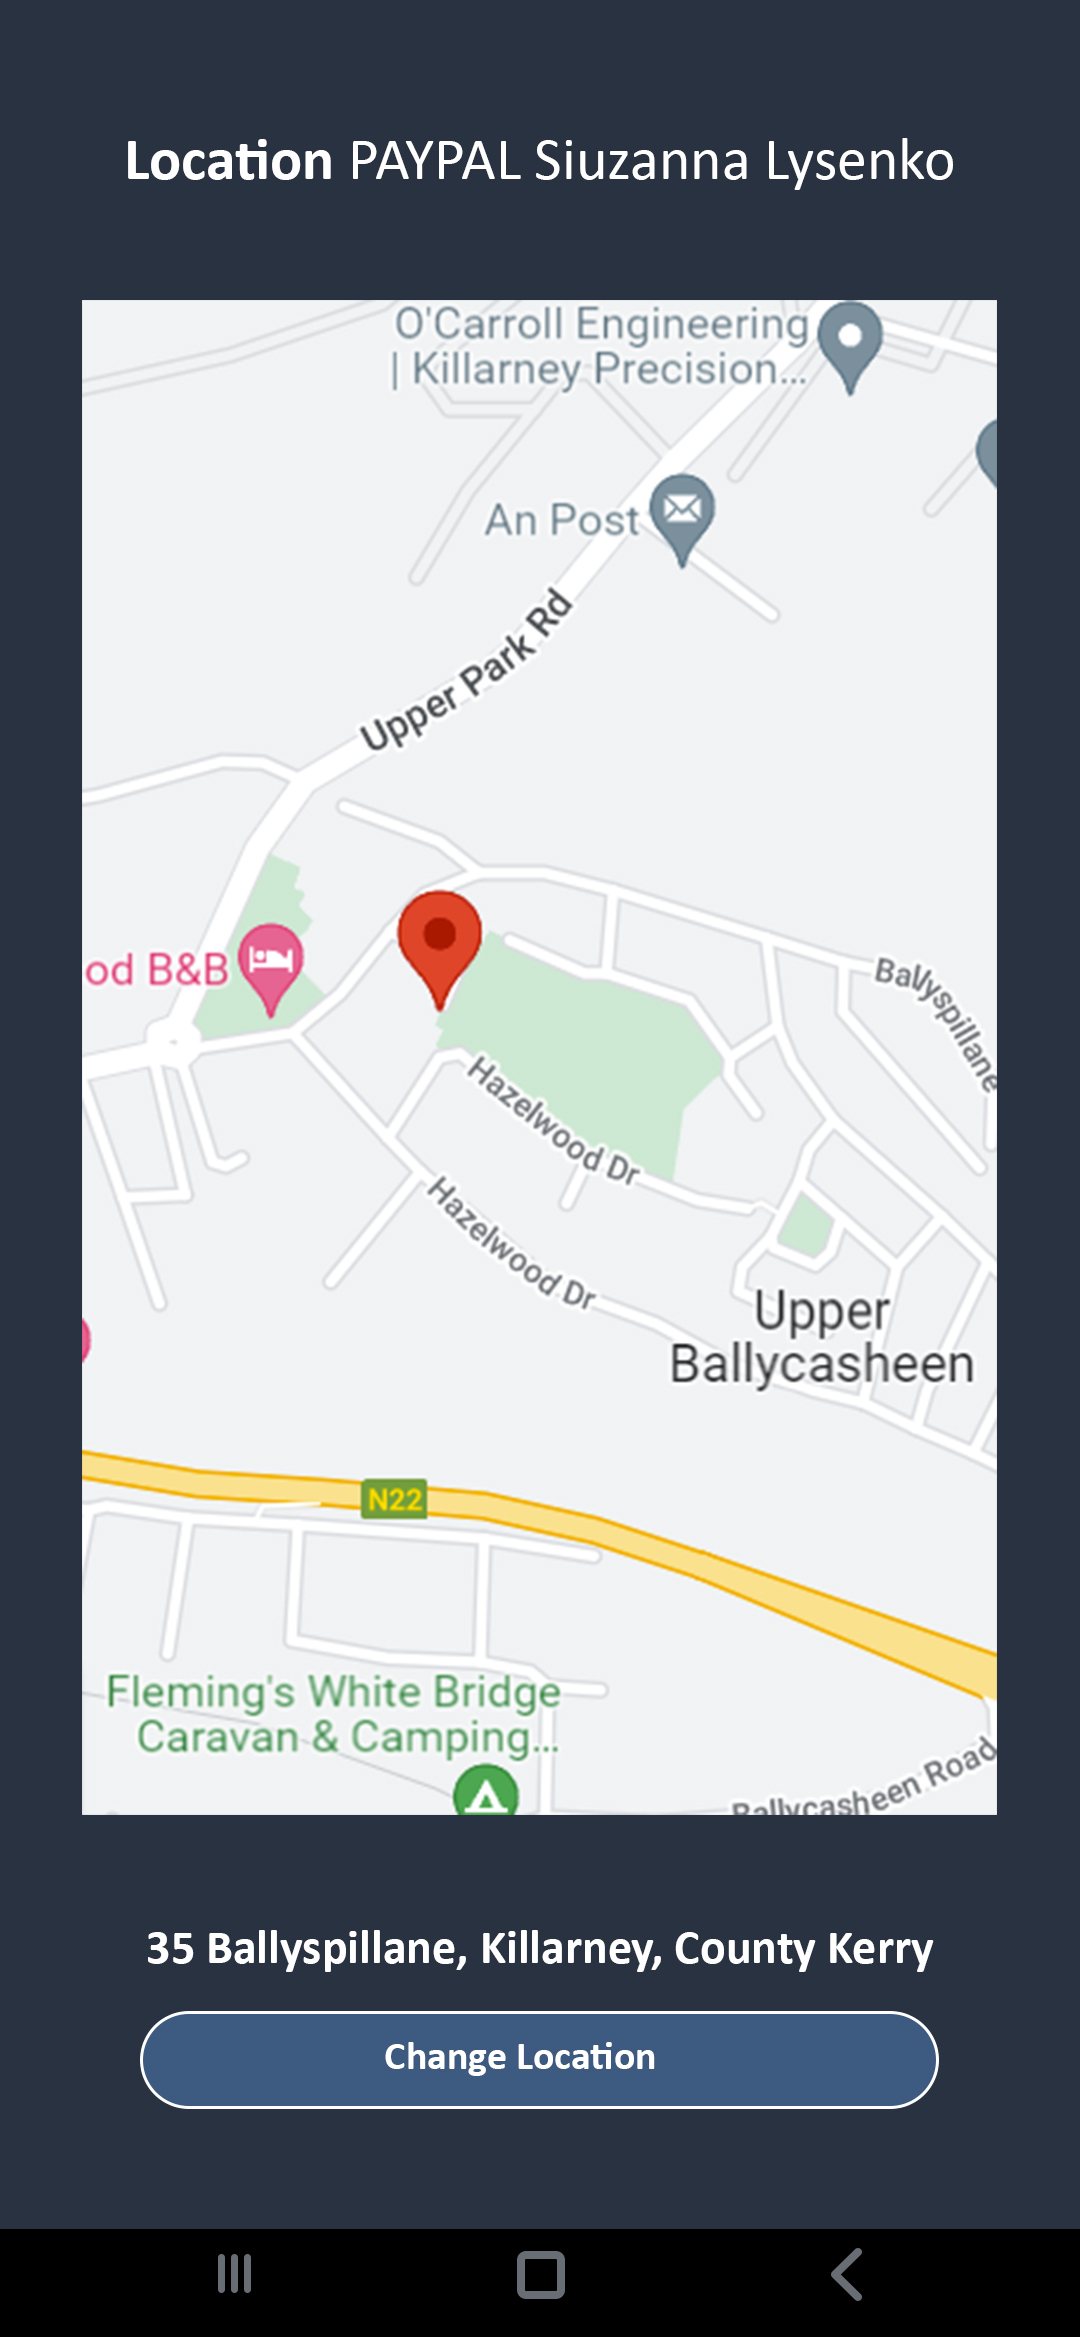 Location PAYPAL Siuzanna Lysenko
O'Carroll Engineering
| Killarney Precision...
An Post
Upper Park Rd
od B&B
Ballyspillane
Hazelwood Dr
Hazelwood Dr
Upper
Ballycasheen
N22
Fleming's White Bridge
Caravan & Camping...
Ballycasheen Road
35 Ballyspillane, Killarney, County Kerry
Change Location